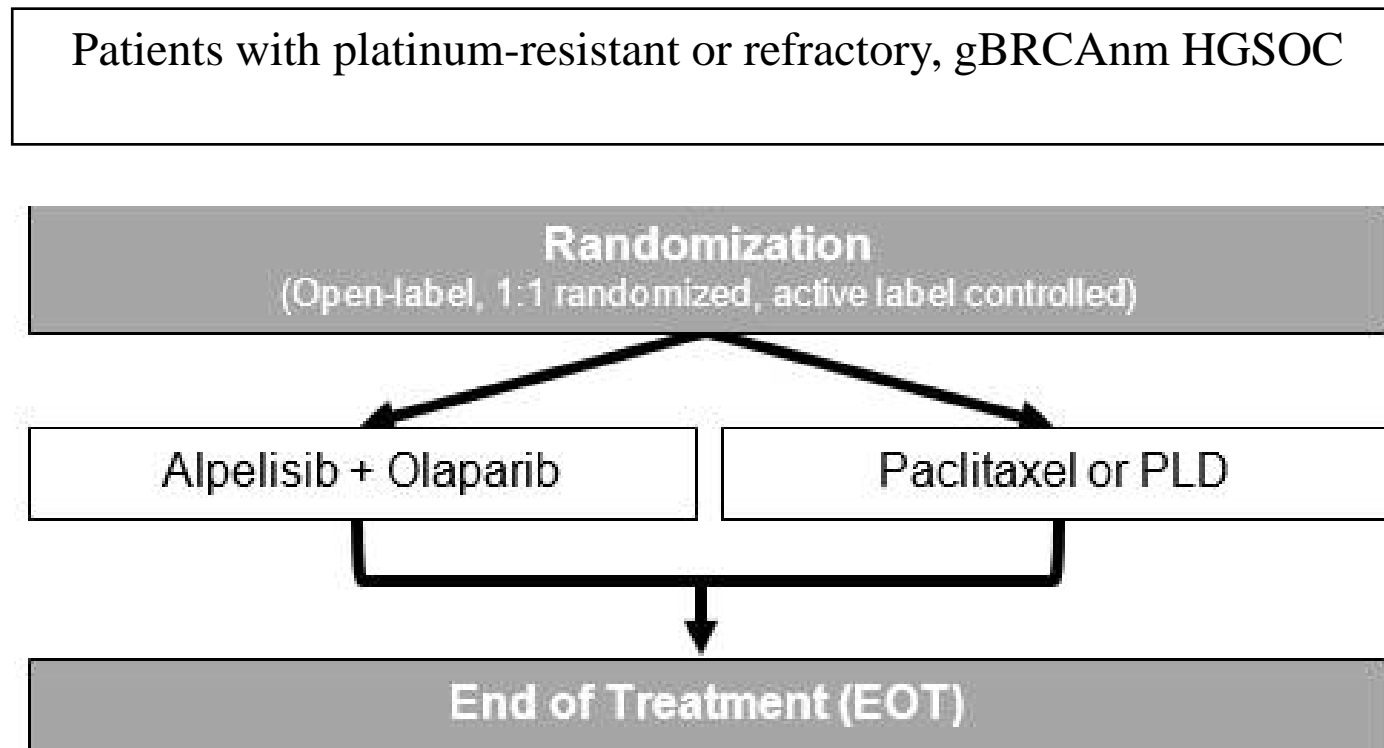 Patients with platinum-resistant or refractory, gBRCAnm HGSOC
Randomization
(Open-label, 1:1 randomized, active label controlled)
Alpelisib + Olaparib
Paclitaxel or PLD
End of Treatment (EOT)